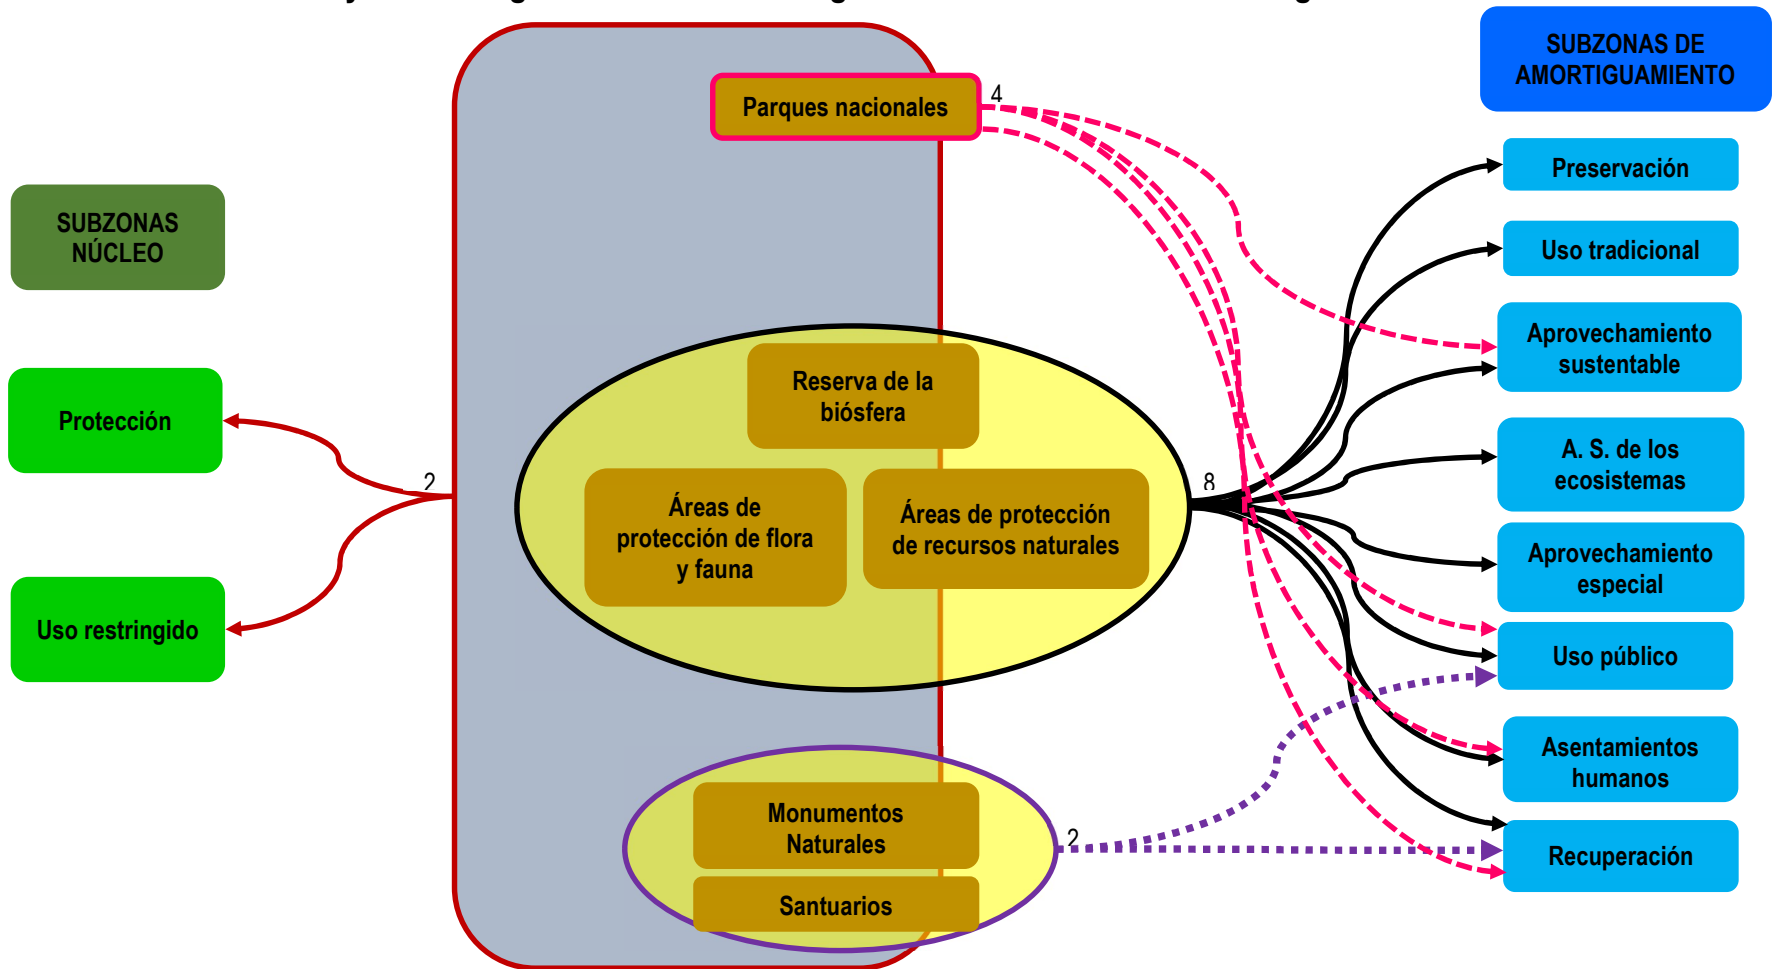 SUBZONAS DE
AMORTIGUAMIENTO
Parques nacionales
4
Preservación
SUBZONAS
NÚCLEO
Uso tradicional
Aprovechamiento
sustentable
Reserva de la
biósfera
Protección
A. S. de los
ecosistemas
2
8
Áreas de
protección de flora
y fauna
Áreas de protección
de recursos naturales
Aprovechamiento
especial
Uso restringido
Uso público
Asentamientos
humanos
Monumentos
Naturales
2
Recuperación
Santuarios